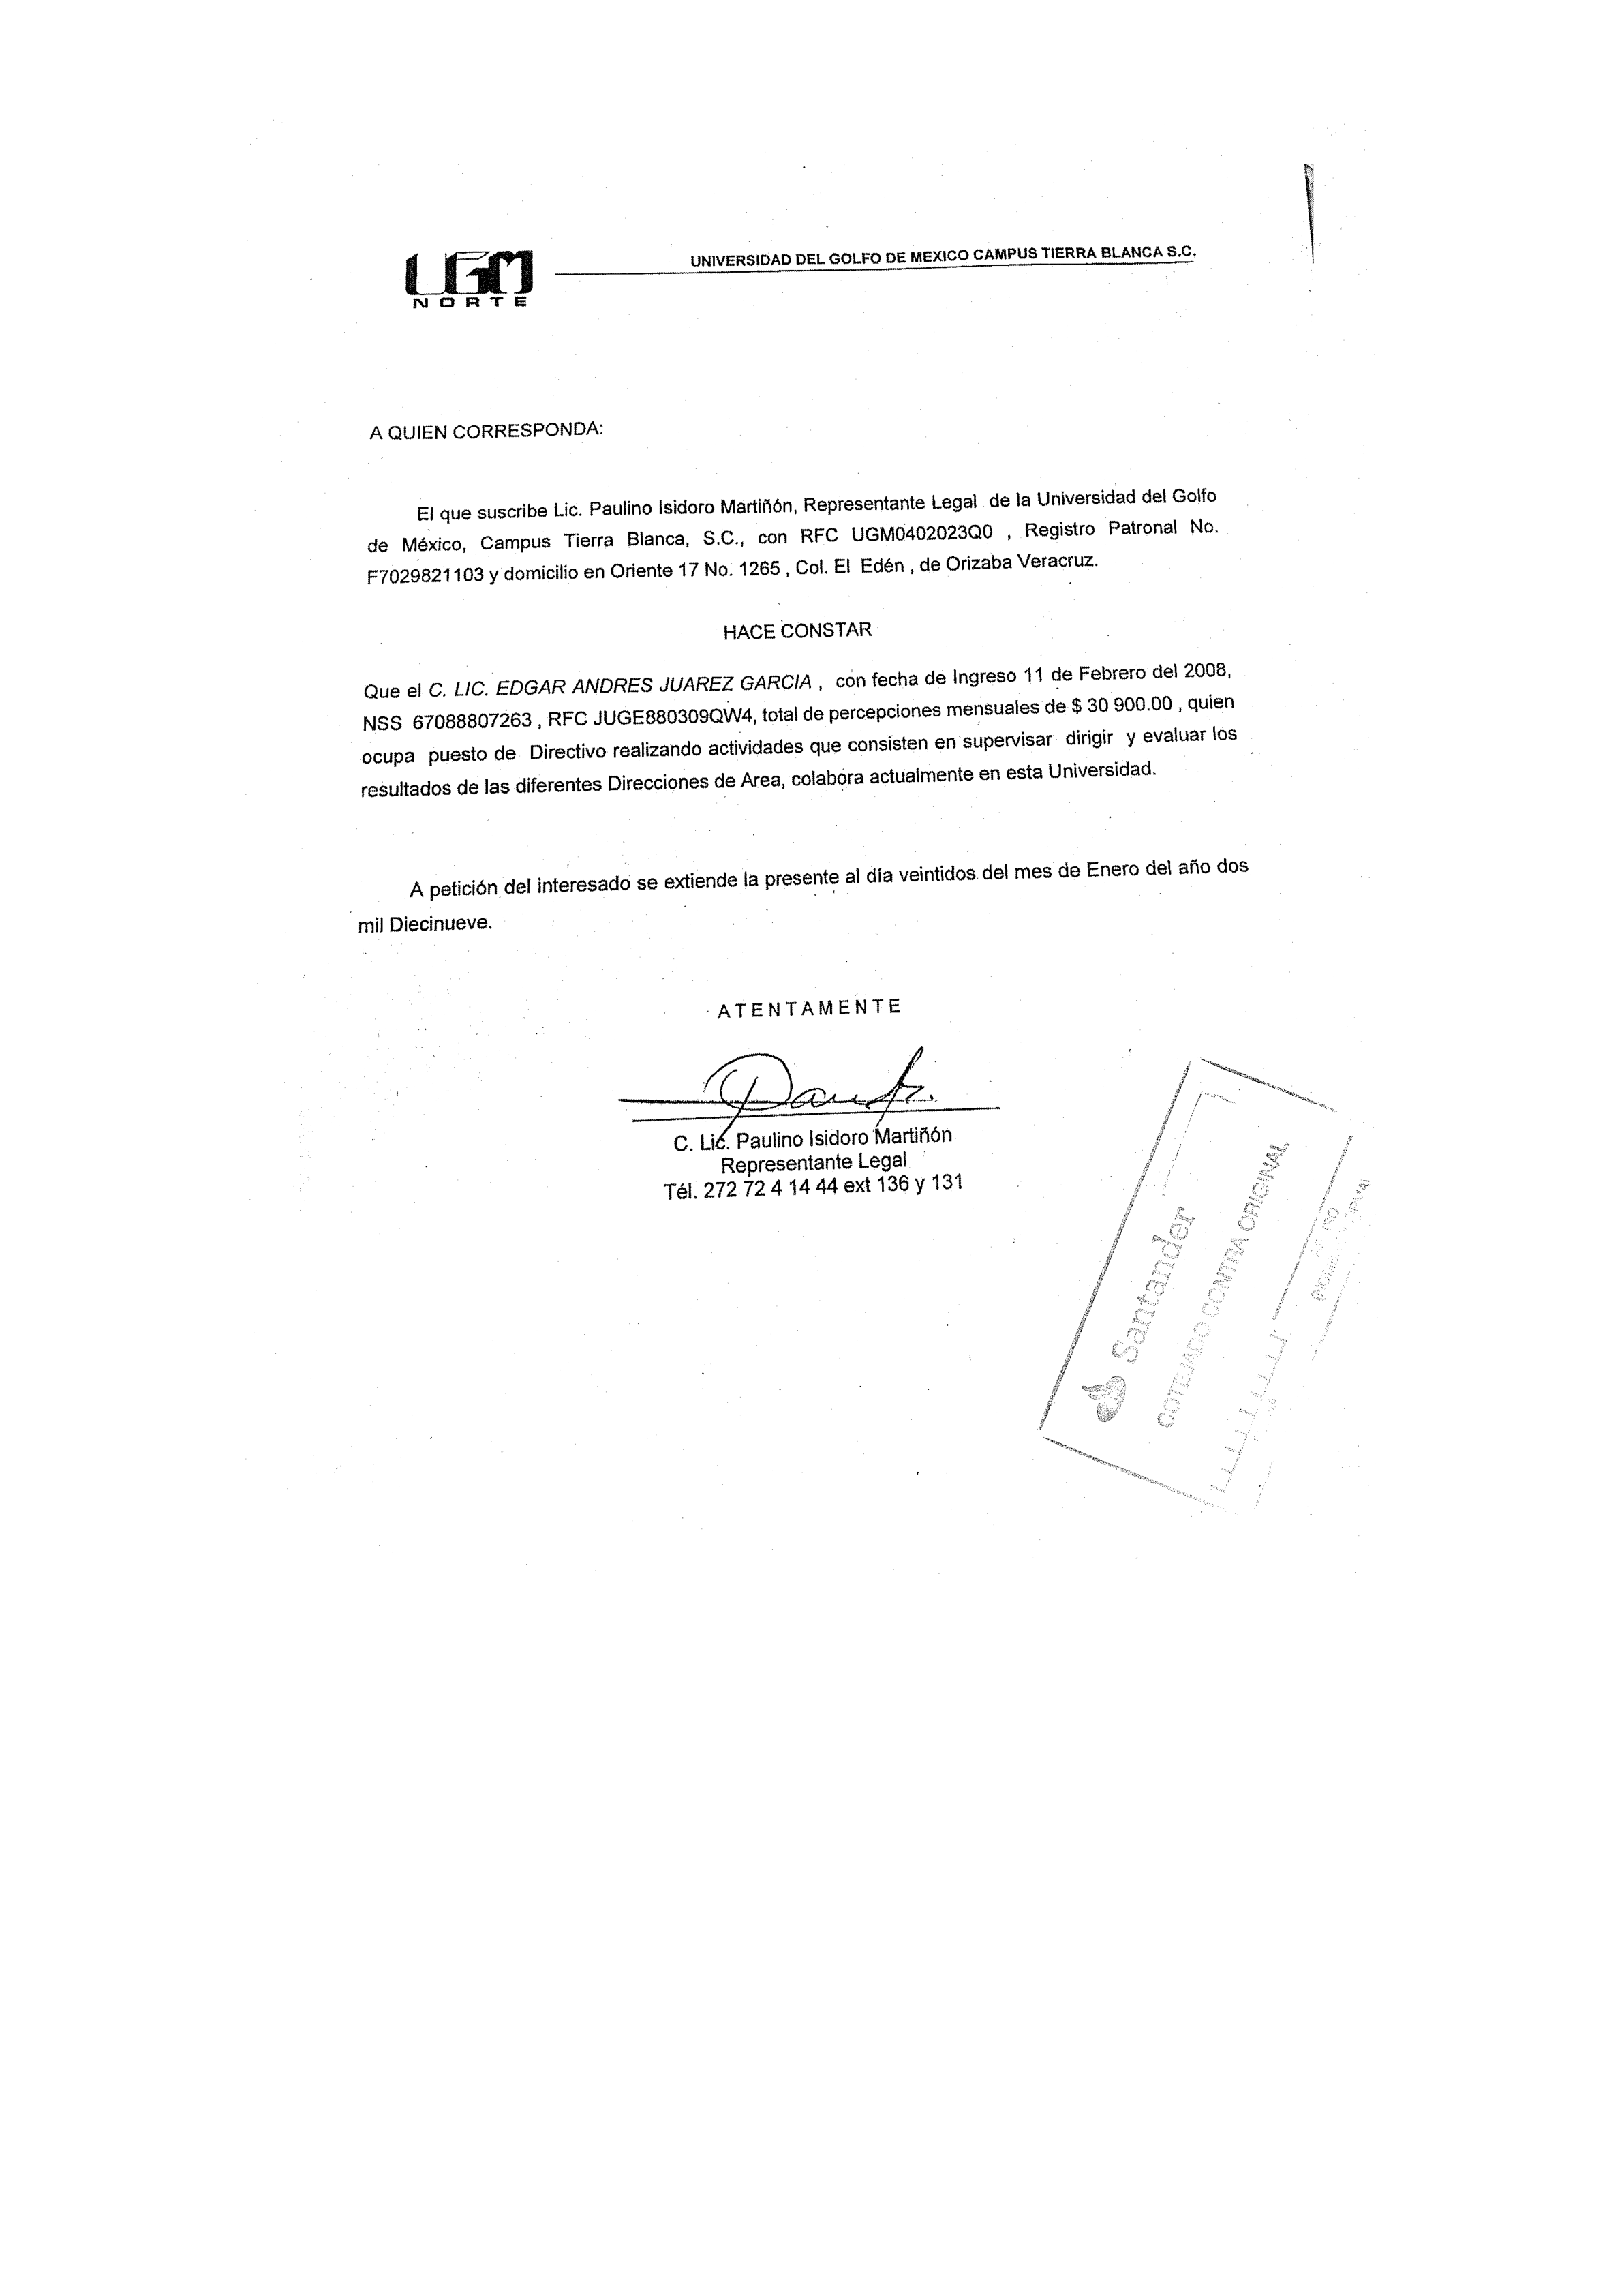 UGM
NORTE
UNIVERSIDAD DEL GOLFO DE MEXICO CAMPUS TIERRA BLANCA S.C.
A QUIEN CORRESPONDA:
El que suscribe Lic. Paulino Isidoro Martiñón, Representante Legal de la Universidad del Golfo
de México, Campus Tierra Blanca, S.C., con RFC UGM0402023Q0 , Registro Patronal No.
F7029821103 y domicilio en Oriente 17 No. 1265 , Col. El Edén , de Orizaba Veracruz.
HACE CONSTAR
Que el C. LIC. EDGAR ANDRES JUAREZ GARCIA , con fecha de Ingreso 11 de Febrero del 2008,
NSS 67088807263 , RFC JUGE880309QW4, total de percepciones mensuales de $ 30 900.00 , quien
ocupa puesto de Directivo realizando actividades que consisten en supervisar dirigir y evaluar los
resultados de las diferentes Direcciones de Area, colabora actualmente en esta Universidad.
A petición del interesado se extiende la presente al día veintidos del mes de Enero del año dos
mil Diecinueve.
ATENTAMENTE
C. Lic. Paulino Isidoro Martiñón
Representante Legal
Tél. 272 72 4 14 44 ext 136 y 131
Santander
COTEJADO CONTRA ORIGINAL